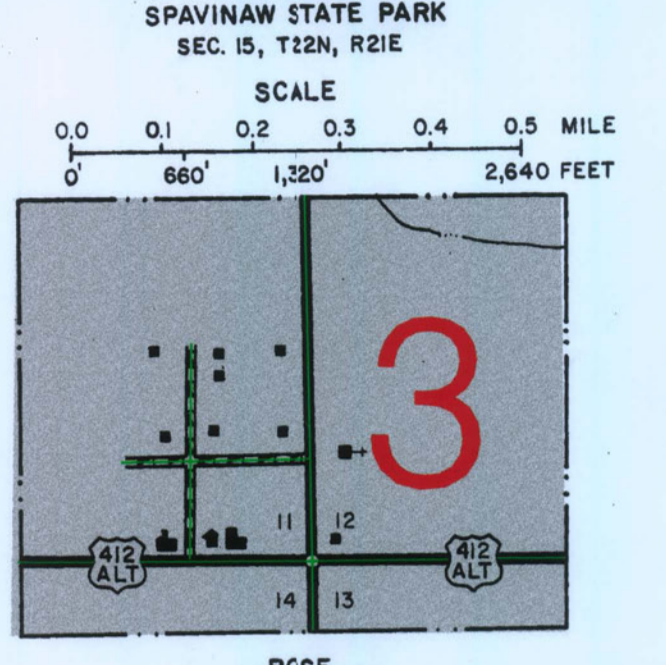 SPAVINAW STATE PARK
SEC. 15, T22N, R21E
SCALE
0.0 0.1 0.2 0.3 0.4 0.5 MILE
0' 660' 1,320' 2,640 FEET
3
11 12
412 ALT
412 ALT
14 13